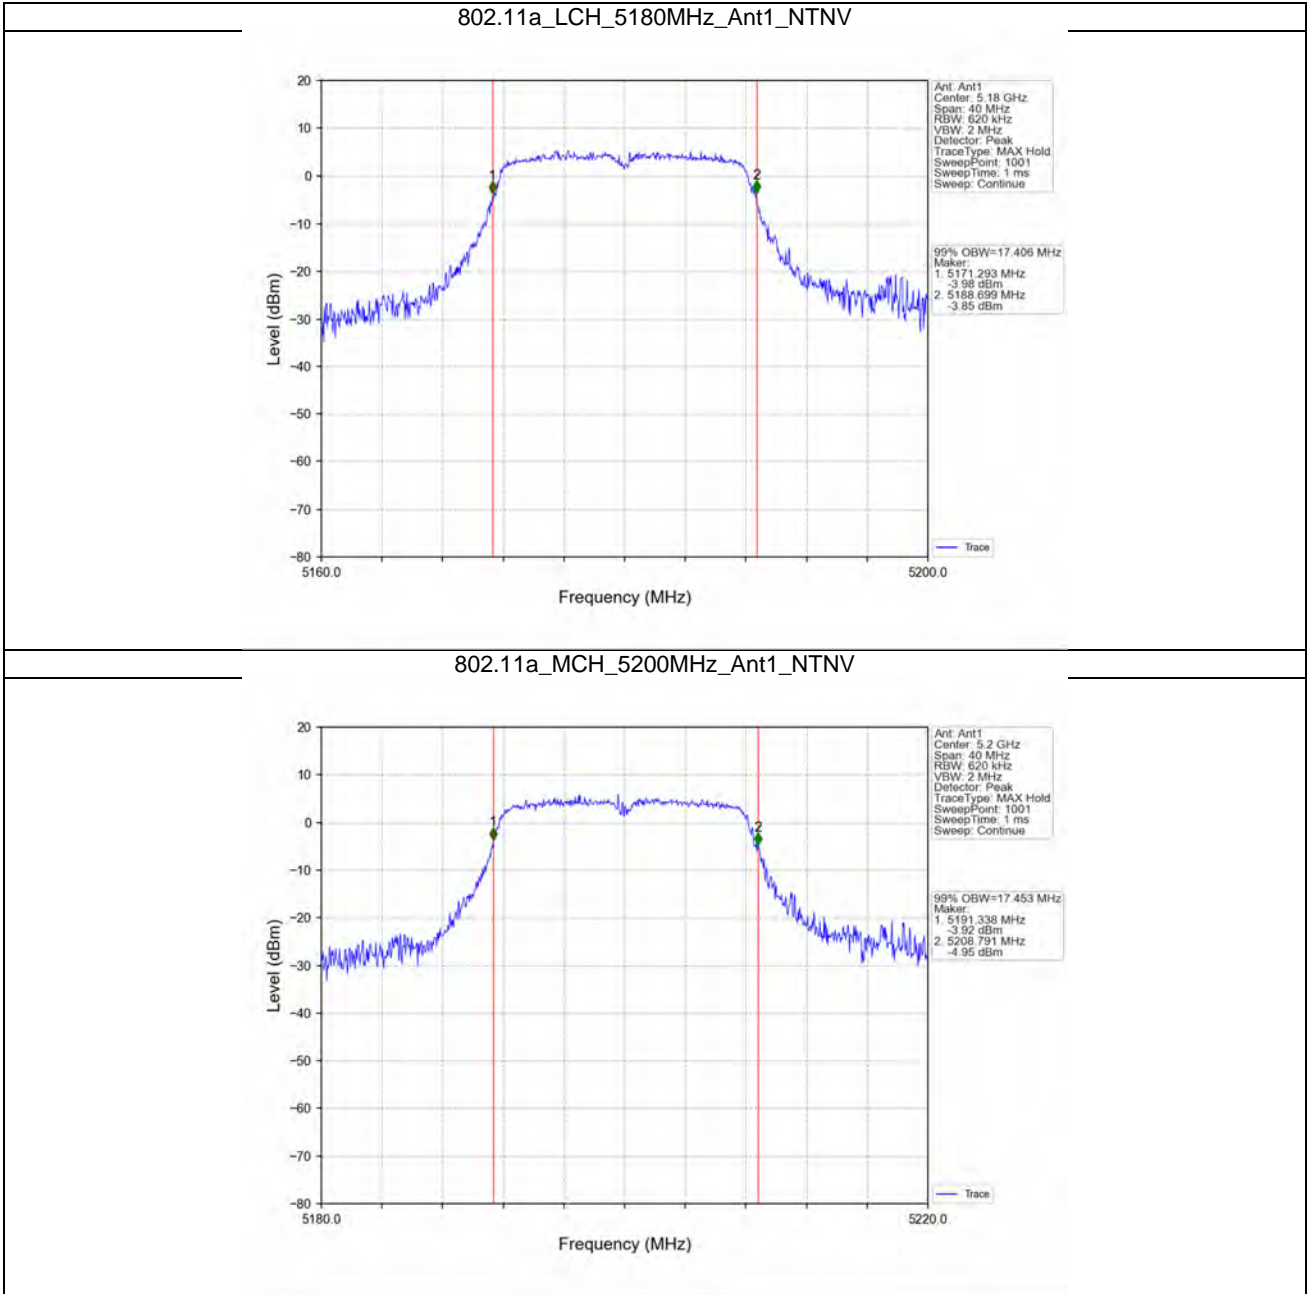 802.11a_LCH_5180MHz_Ant1_NTNV
20
10
0
−10
−20
−30
−40
−50
−60
−70
−80
Level (dBm)
1
2
5160.0
5200.0
Frequency (MHz)
Ant: Ant1
Center: 5.18 GHz
Span: 40 MHz
RBW: 620 kHz
VBW: 2 MHz
Detector: Peak
TraceType: MAX Hold
SweepPoint: 1001
SweepTime: 1 ms
Sweep: Continue
99% OBW=17.406 MHz
Maker:
1. 5171.293 MHz
-3.98 dBm
2. 5188.699 MHz
-3.85 dBm
Trace
802.11a_MCH_5200MHz_Ant1_NTNV
20
10
0
−10
−20
−30
−40
−50
−60
−70
−80
Level (dBm)
1
2
5180.0
5220.0
Frequency (MHz)
Ant: Ant1
Center: 5.2 GHz
Span: 40 MHz
RBW: 620 kHz
VBW: 2 MHz
Detector: Peak
TraceType: MAX Hold
SweepPoint: 1001
SweepTime: 1 ms
Sweep: Continue
99% OBW=17.453 MHz
Maker:
1. 5191.338 MHz
-3.92 dBm
2. 5208.791 MHz
-4.95 dBm
Trace